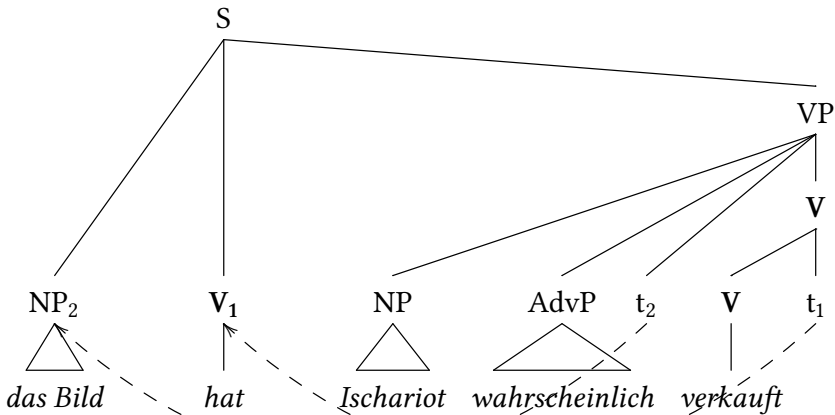 S
VP
V
NP₂ V₁ NP AdvP t₂ V t₁
das Bild hat Ischariot wahrscheinlich verkauft